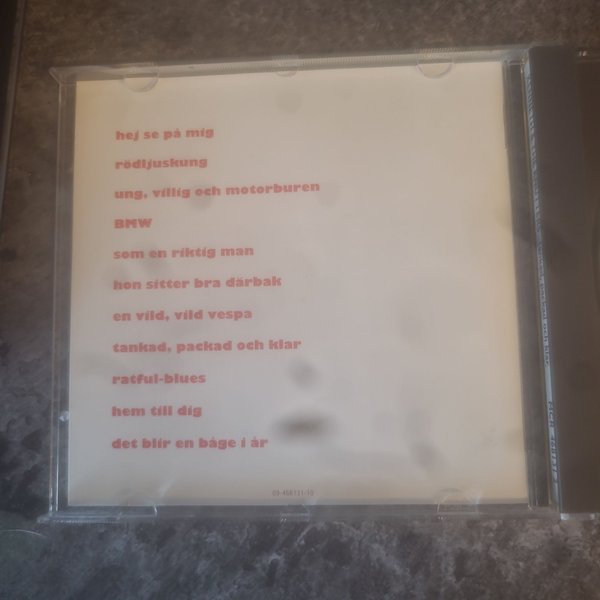 hej se på mig
rödljuskung
ung, villig och motorburen
BMW
som en riktig man
hon sitter bra därbak
en vild, vild vespa
tankad, packad och klar
ratful-blues
hem till dig
det blir en båge i år